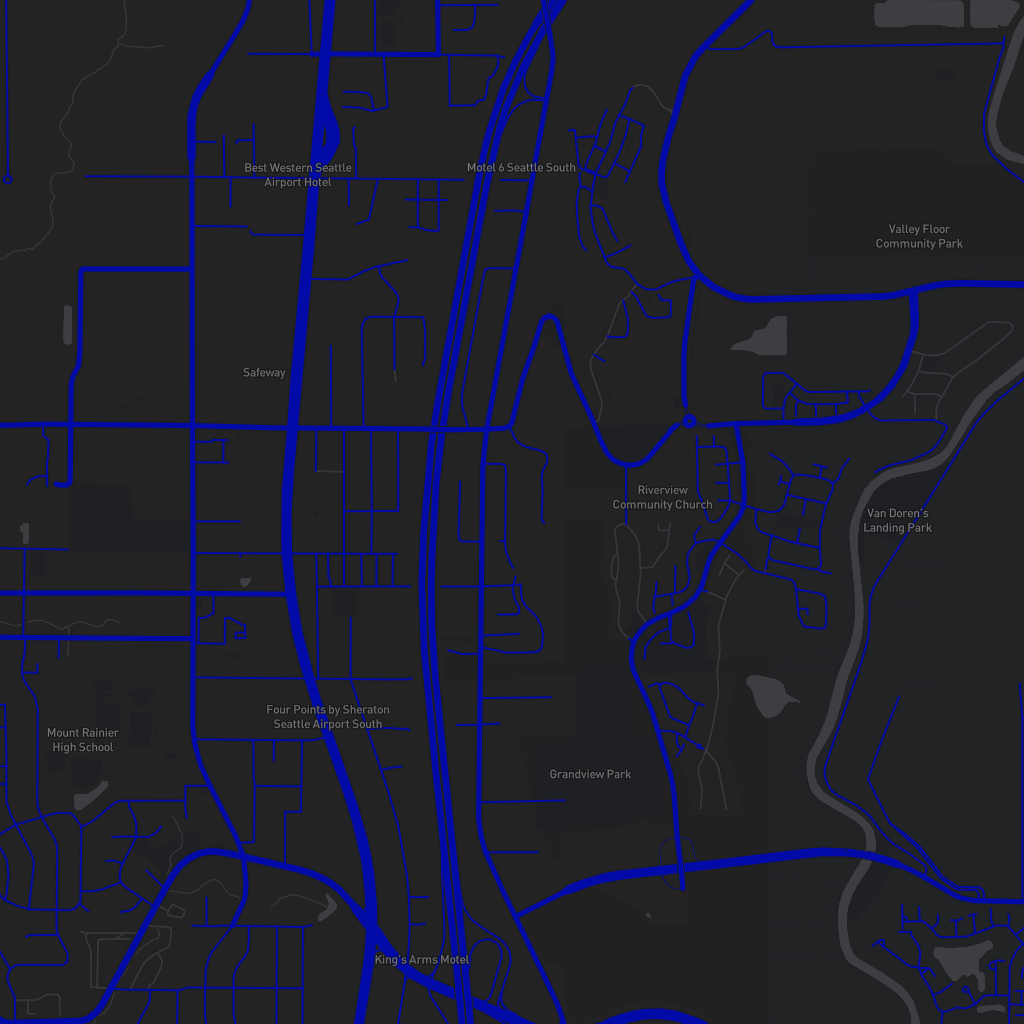 Best Western Seattle
Airport Hotel
Motel 6 Seattle South
Valley Floor
Community Park
Safeway
Riverview
Community Church
Van Doren's
Landing Park
Four Points by Sheraton
Seattle Airport South
Mount Rainier
High School
Grandview Park
King's Arms Motel